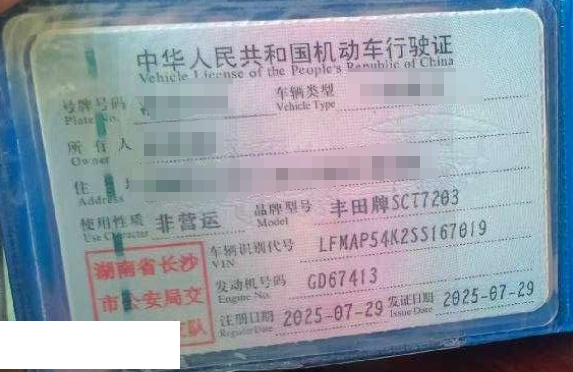 中华人民共和国机动车行驶证
Vehicle License of the People's Republic of China
号牌号码
Plate No.
车辆类型
Vehicle Type
所有人
Owner
住
Address
使用性质 非营运
Use Character
品牌型号 丰田牌SCT7203
Model
车辆识别代号 LFMAP54K2SS167019
VIN
发动机号码 GD67413
Engine No.
注册日期 2025-07-29
Register Date
发证日期 2025-07-29
Issue Date
湖南省长沙
市公安局交
队